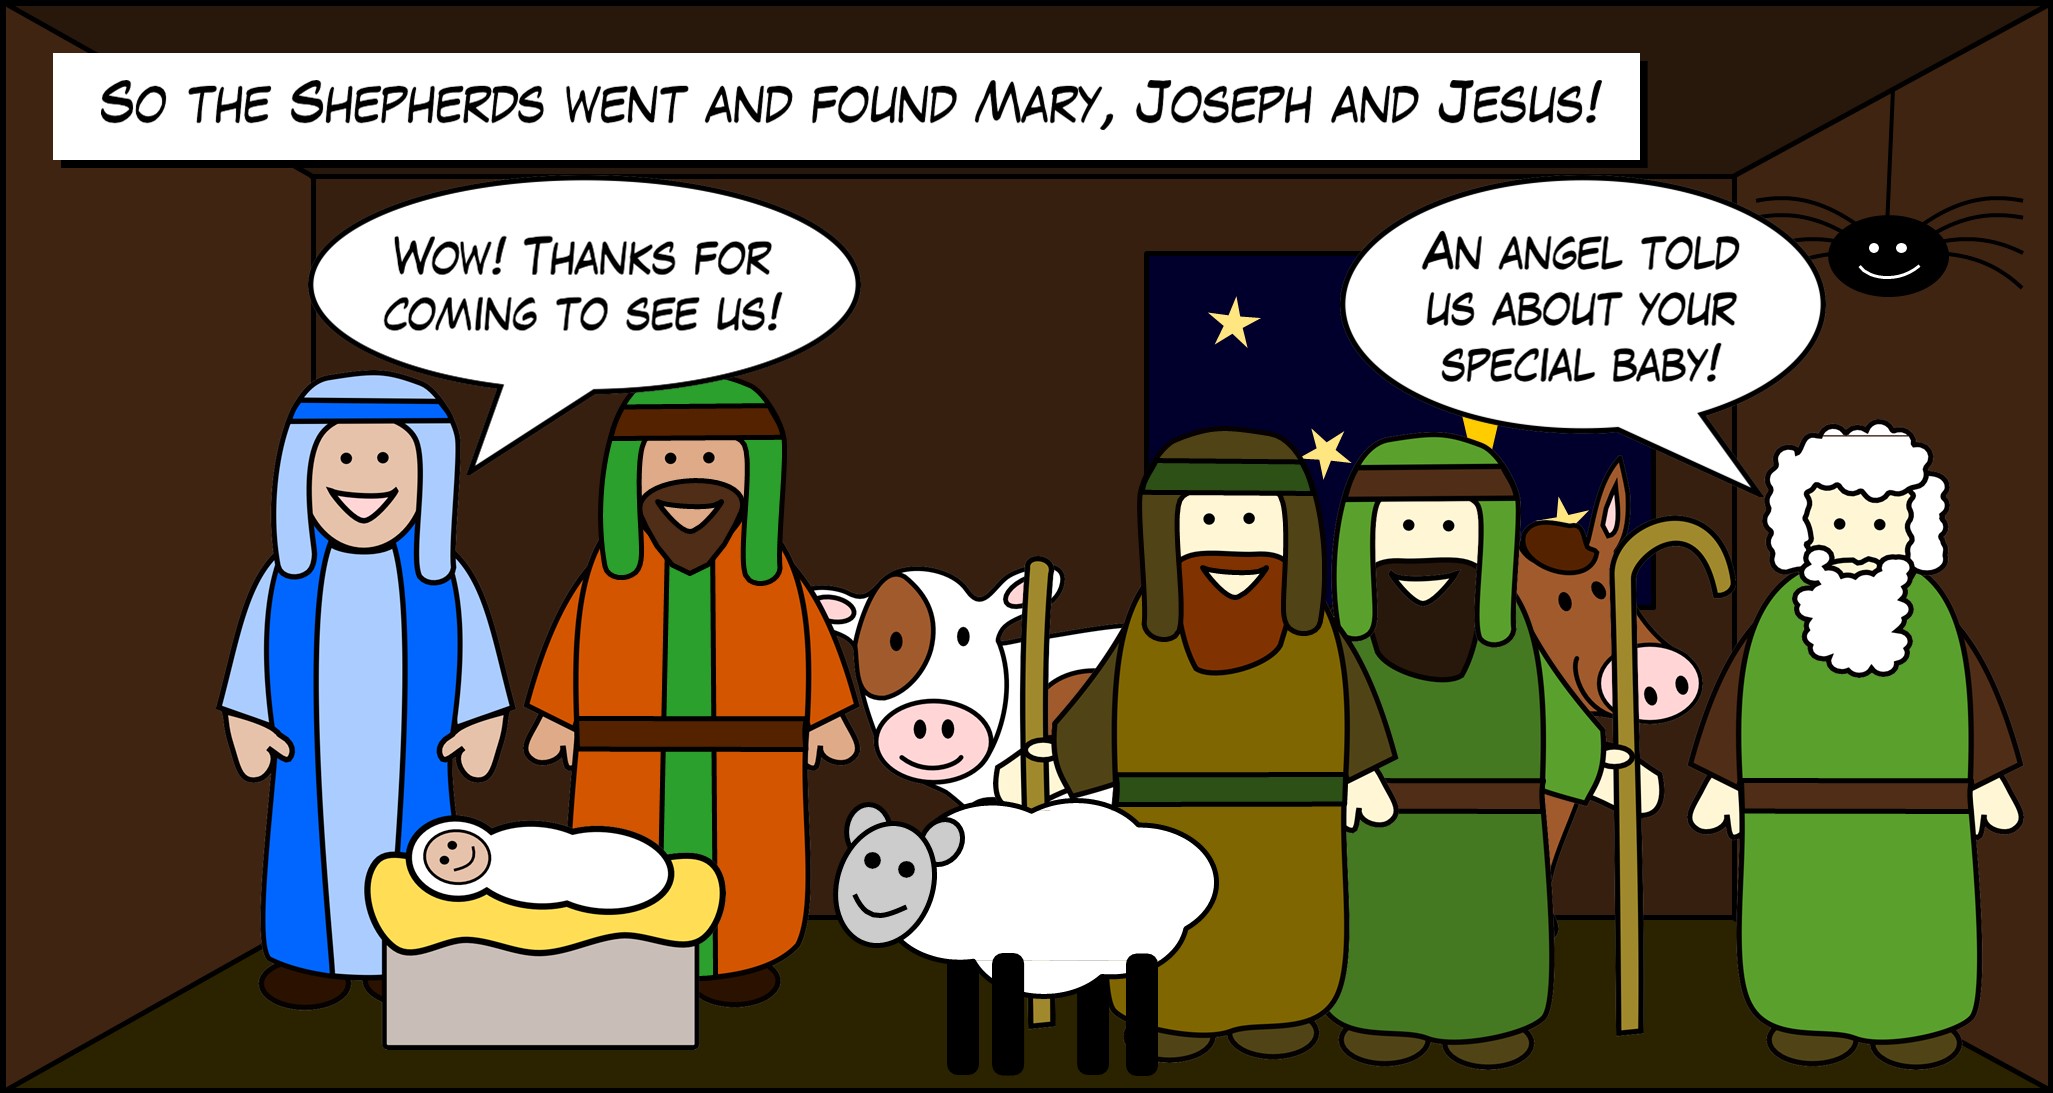 So the Shepherds went and found Mary, Joseph and Jesus!
Wow! Thanks for
coming to see us!
An angel told
us about your
special baby!